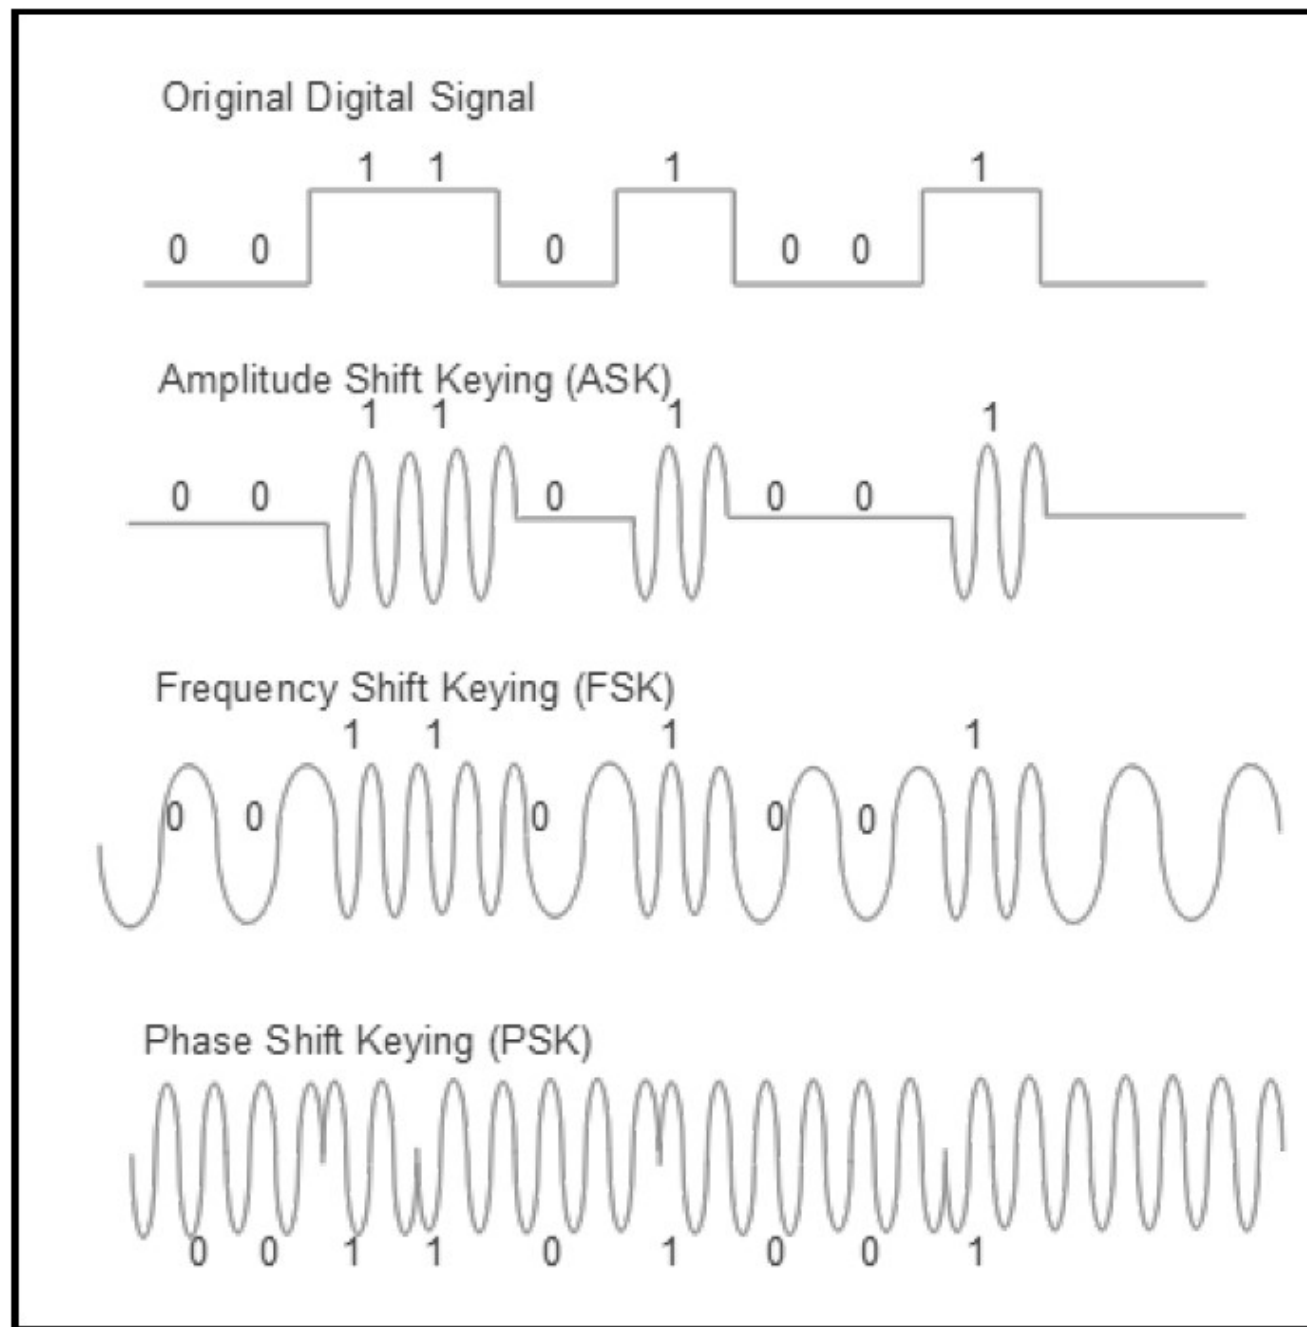 Original Digital Signal
1 1 1 1
0 0 0 0 0
Amplitude Shift Keying (ASK)
1 1 1 1
0 0 0 0 0
Frequency Shift Keying (FSK)
1 1 1 1
0 0 0 0 0
Phase Shift Keying (PSK)
0 0 1 1 0 1 0 0 1